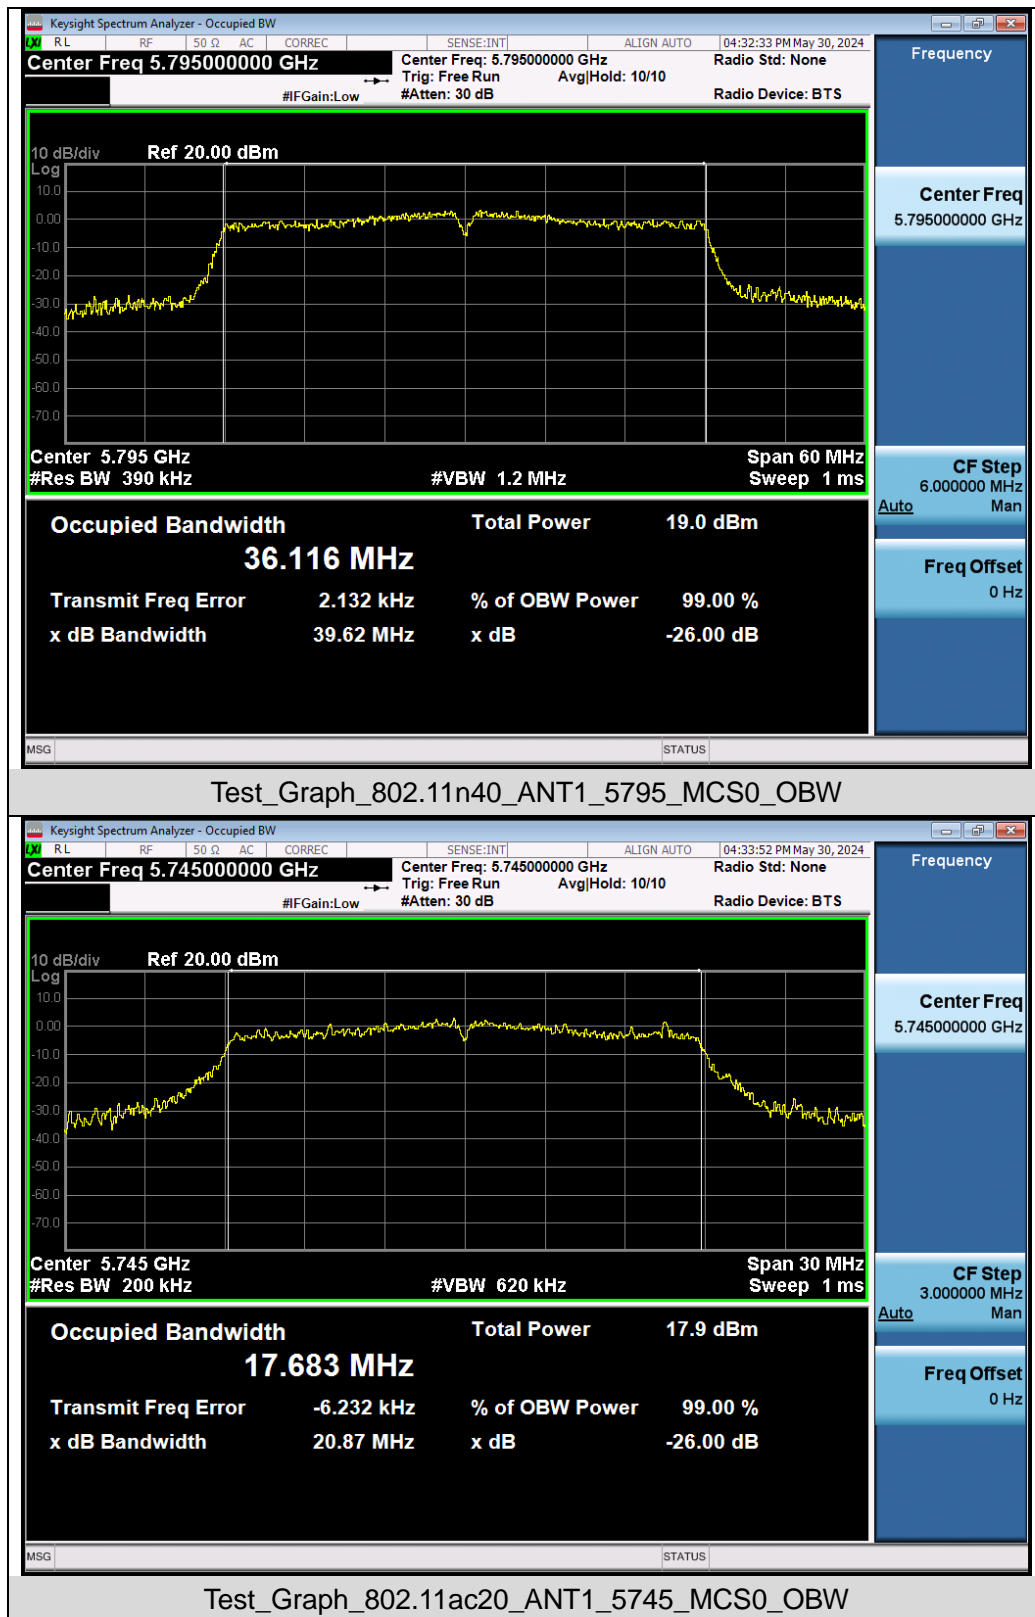 Keysight Spectrum Analyzer - Occupied BW
LXI RL RF 50 Ω AC CORREC SENSE:INT ALIGN AUTO 04:32:33 PM May 30, 2024
Center Freq 5.795000000 GHz
Center Freq: 5.795000000 GHz
Radio Std: None
Trig: Free Run Avg|Hold: 10/10
#IFGain:Low #Atten: 30 dB Radio Device: BTS
Frequency
10 dB/div Ref 20.00 dBm
Log
10.0
0.00
-10.0
-20.0
-30.0
-40.0
-50.0
-60.0
-70.0
Center Freq
5.795000000 GHz
Center 5.795 GHz Span 60 MHz
#Res BW 390 kHz #VBW 1.2 MHz Sweep 1 ms
CF Step
6.000000 MHz
Auto Man
Occupied Bandwidth Total Power 19.0 dBm
36.116 MHz
Transmit Freq Error 2.132 kHz % of OBW Power 99.00 %
x dB Bandwidth 39.62 MHz x dB -26.00 dB
Freq Offset
0 Hz
MSG STATUS
Test_Graph_802.11n40_ANT1_5795_MCS0_OBW
Keysight Spectrum Analyzer - Occupied BW
LXI RL RF 50 Ω AC CORREC SENSE:INT ALIGN AUTO 04:33:52 PM May 30, 2024
Center Freq 5.745000000 GHz
Center Freq: 5.745000000 GHz
Radio Std: None
Trig: Free Run Avg|Hold: 10/10
#IFGain:Low #Atten: 30 dB Radio Device: BTS
Frequency
10 dB/div Ref 20.00 dBm
Log
10.0
0.00
-10.0
-20.0
-30.0
-40.0
-50.0
-60.0
-70.0
Center Freq
5.745000000 GHz
Center 5.745 GHz Span 30 MHz
#Res BW 200 kHz #VBW 620 kHz Sweep 1 ms
CF Step
3.000000 MHz
Auto Man
Occupied Bandwidth Total Power 17.9 dBm
17.683 MHz
Transmit Freq Error -6.232 kHz % of OBW Power 99.00 %
x dB Bandwidth 20.87 MHz x dB -26.00 dB
Freq Offset
0 Hz
MSG STATUS
Test_Graph_802.11ac20_ANT1_5745_MCS0_OBW